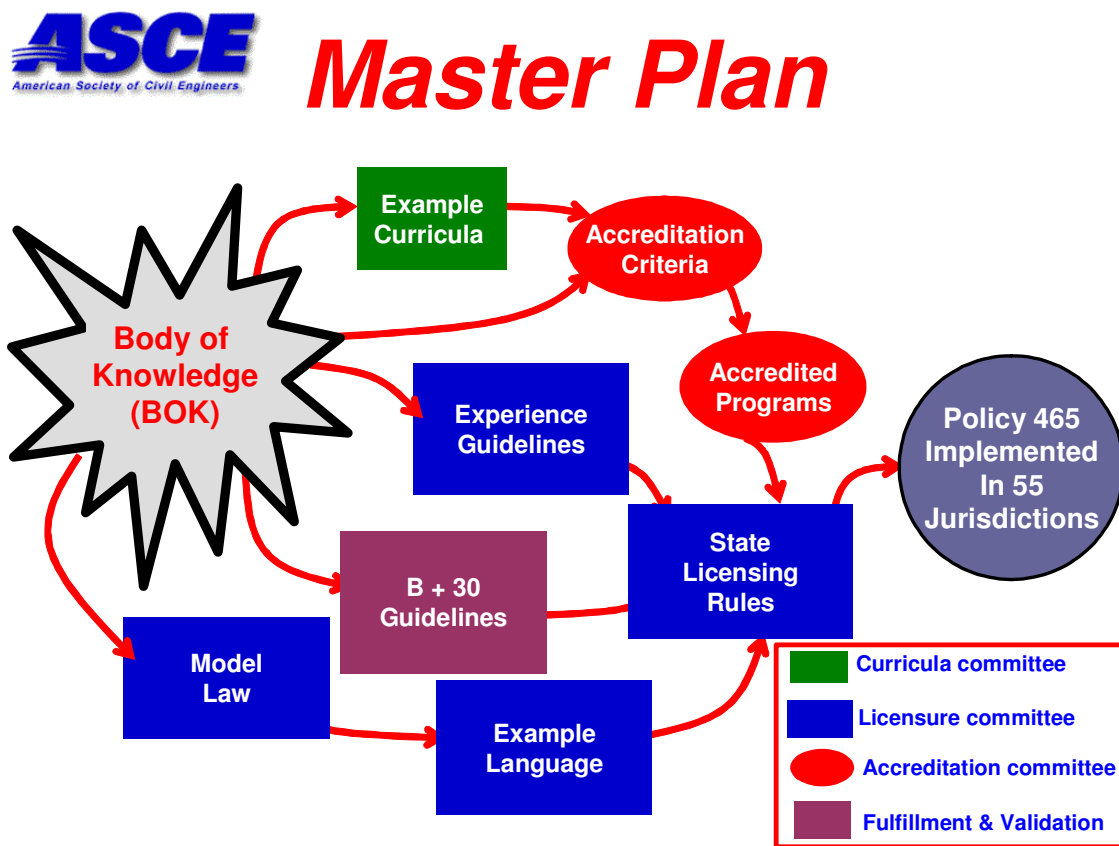 ASCE
American Society of Civil Engineers
Master Plan
Example
Curricula
Accreditation
Criteria
Body of
Knowledge
(BOK)
Accredited
Programs
Experience
Guidelines
Policy 465
Implemented
In 55
Jurisdictions
State
Licensing
Rules
B + 30
Guidelines
Model
Law
Example
Language
Curricula committee
Licensure committee
Accreditation committee
Fulfillment & Validation